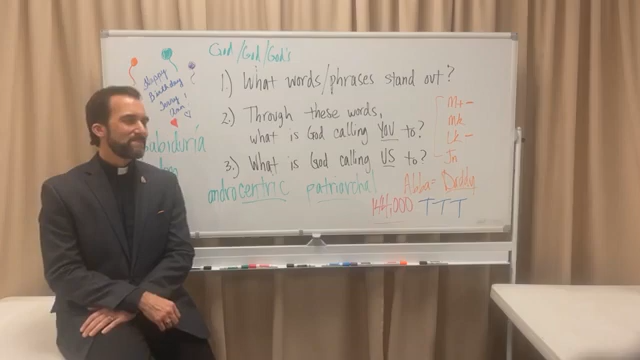 God/God/God's
Happy
Birthday
1.) What words/phrases stand out?
2.) Through these words,
what is God calling YOU to?
3.) What is God calling US to?
Mt
Mk
Lk
Jn
Sabiduría
androcentric patriarchal
Abba = Daddy
144,000 TTT